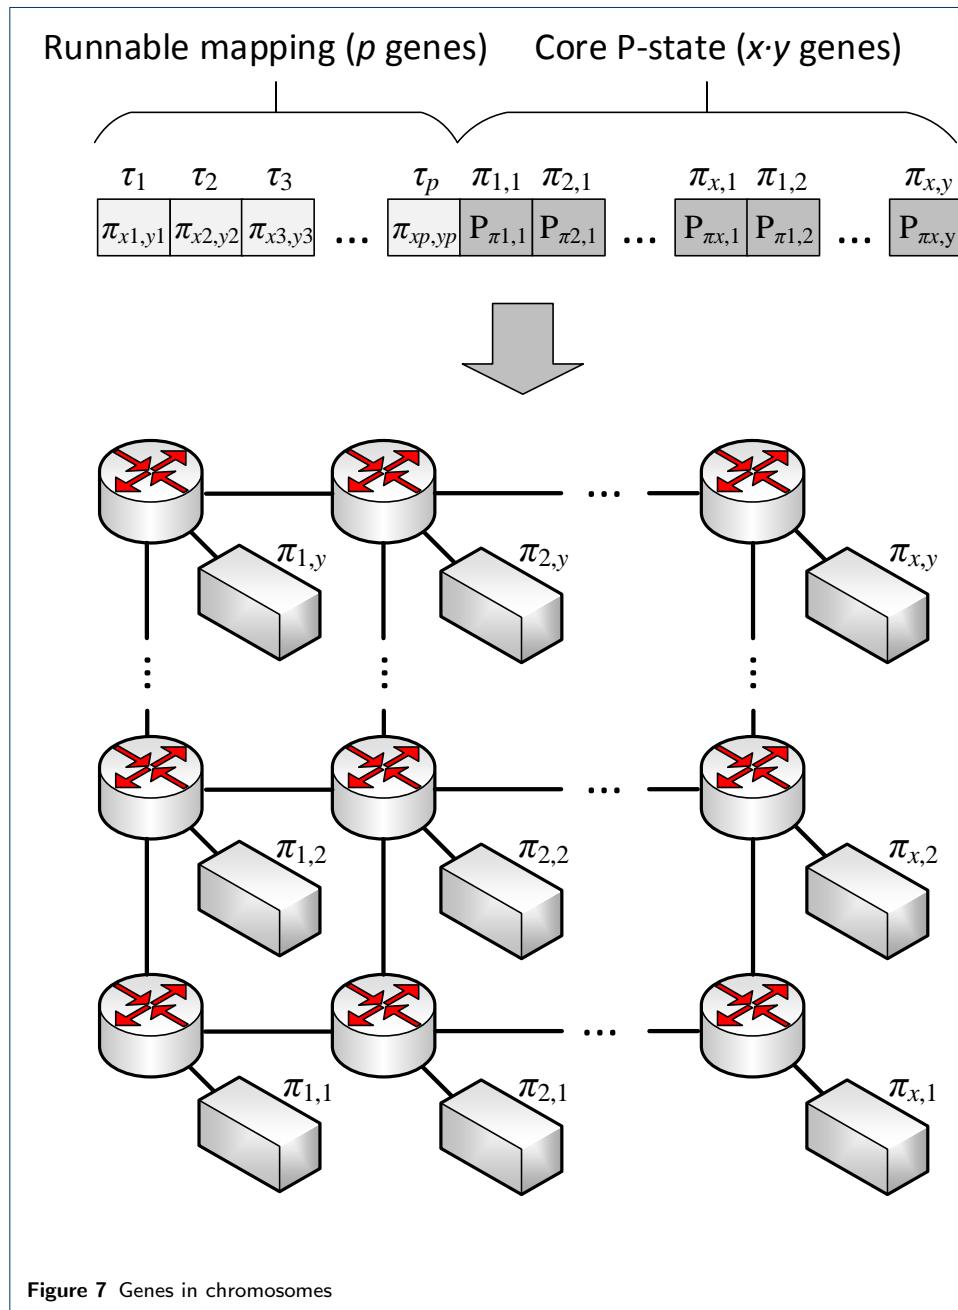 Runnable mapping (p genes) Core P-state (x·y genes)
τ1 τ2 τ3 τp π1,1 π2,1 πx,1 π1,2 πx,y
πx1,y1 πx2,y2 πx3,y3 ... πxp,yp Pπ1,1 Pπ2,1 ... Pπx,1 Pπ1,2 ... Pπx,y
...
π1,y π2,y πx,y
... ... ...
...
π1,2 π2,2 πx,2
...
π1,1 π2,1 πx,1
Figure 7 Genes in chromosomes